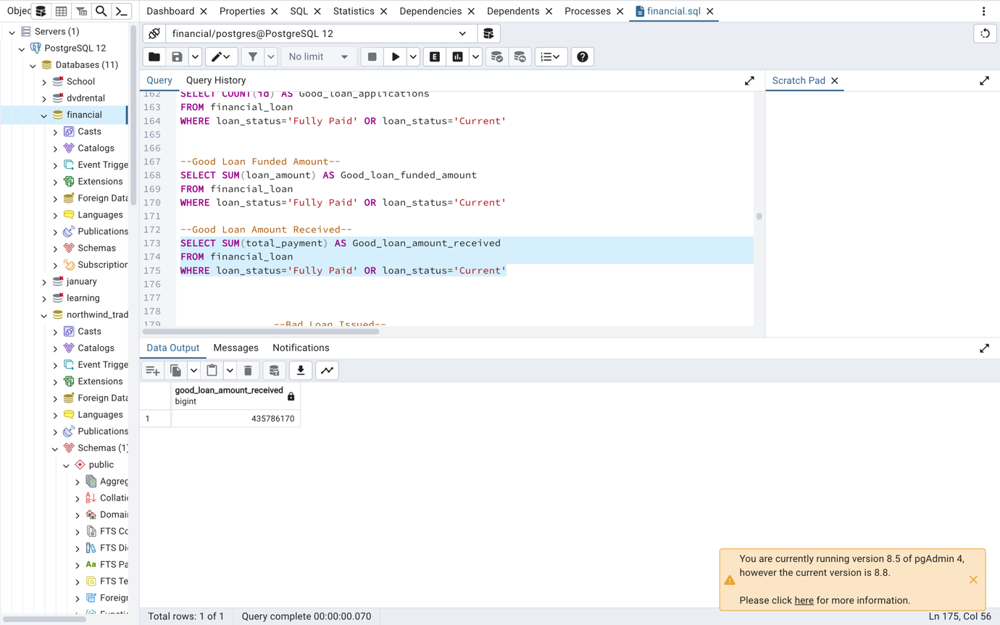 Objec
Servers (1)
PostgreSQL 12
Databases (11)
School
dvdrental
financial
Casts
Catalogs
Event Trigge
Extensions
Foreign Data
Languages
Publications
Schemas
Subscription
january
learning
northwind_trad
Casts
Catalogs
Event Trigge
Extensions
Foreign Data
Languages
Publications
Schemas (1)
public
Aggreg
Collatio
Domai
FTS Co
FTS Di
Aa FTS Pa
FTS Te
Foreign
Functi
Dashboard Properties SQL Statistics Dependencies Dependents Processes financial.sql
financial/postgres@PostgreSQL 12
No limit E
Query Query History
162 SELECT COUNT(id) AS Good_loan_applications
163 FROM financial_loan
164 WHERE loan_status='Fully Paid' OR loan_status='Current'
165
166
167 --Good Loan Funded Amount--
168 SELECT SUM(loan_amount) AS Good_loan_funded_amount
169 FROM financial_loan
170 WHERE loan_status='Fully Paid' OR loan_status='Current'
171
172 --Good Loan Amount Received--
173 SELECT SUM(total_payment) AS Good_loan_amount_received
174 FROM financial_loan
175 WHERE loan_status='Fully Paid' OR loan_status='Current'
176
177
178
179 --Bad Loan Issued--
Scratch Pad
Data Output Messages Notifications
good_loan_amount_received
bigint
1 435786170
You are currently running version 8.5 of pgAdmin 4,
however the current version is 8.8.
Please click here for more information.
Total rows: 1 of 1 Query complete 00:00:00.070 Ln 175, Col 56